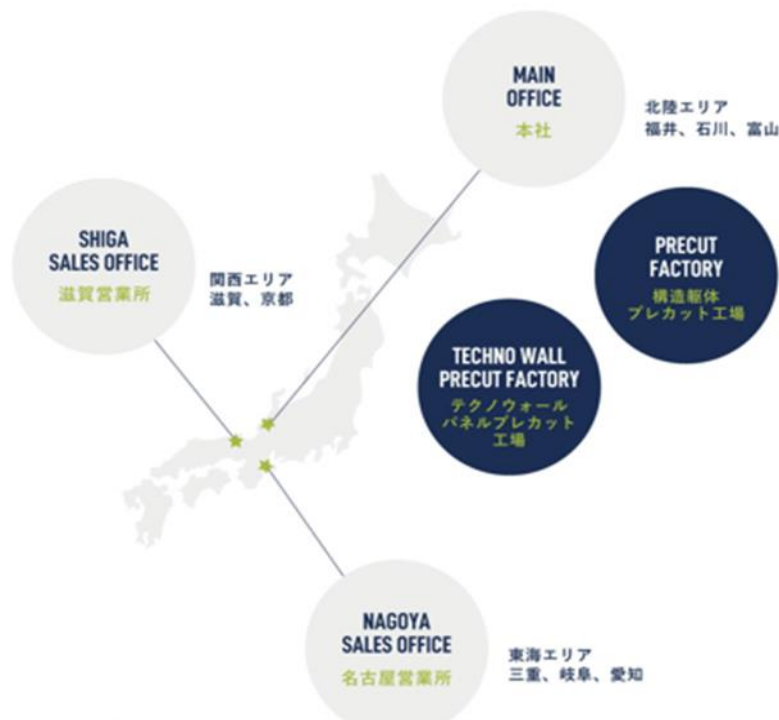 MAIN
OFFICE
本社
北陸エリア
福井、石川、富山
SHIGA
SALES OFFICE
滋賀営業所
関西エリア
滋賀、京都
PRECUT
FACTORY
構造躯体
プレカット工場
TECHNO WALL
PRECUT FACTORY
テクノウォール
パネルプレカット
工場
NAGOYA
SALES OFFICE
名古屋営業所
東海エリア
三重、岐阜、愛知